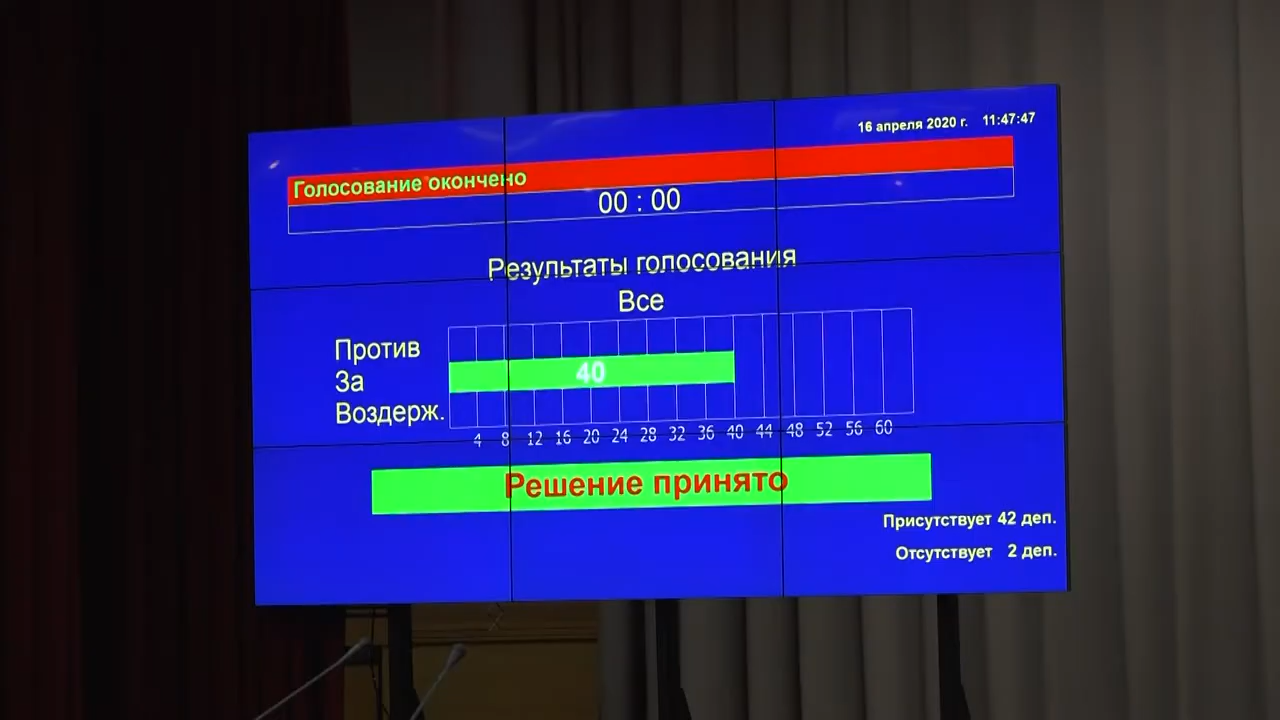 16 апреля 2020 г. 11:47:47
Голосование окончено
00 : 00
Результаты голосования
Все
Против
За
40
Воздерж.
4 8 12 16 20 24 28 32 36 40 44 48 52 56 60
Решение принято
Присутствует 42 деп.
Отсутствует 2 деп.